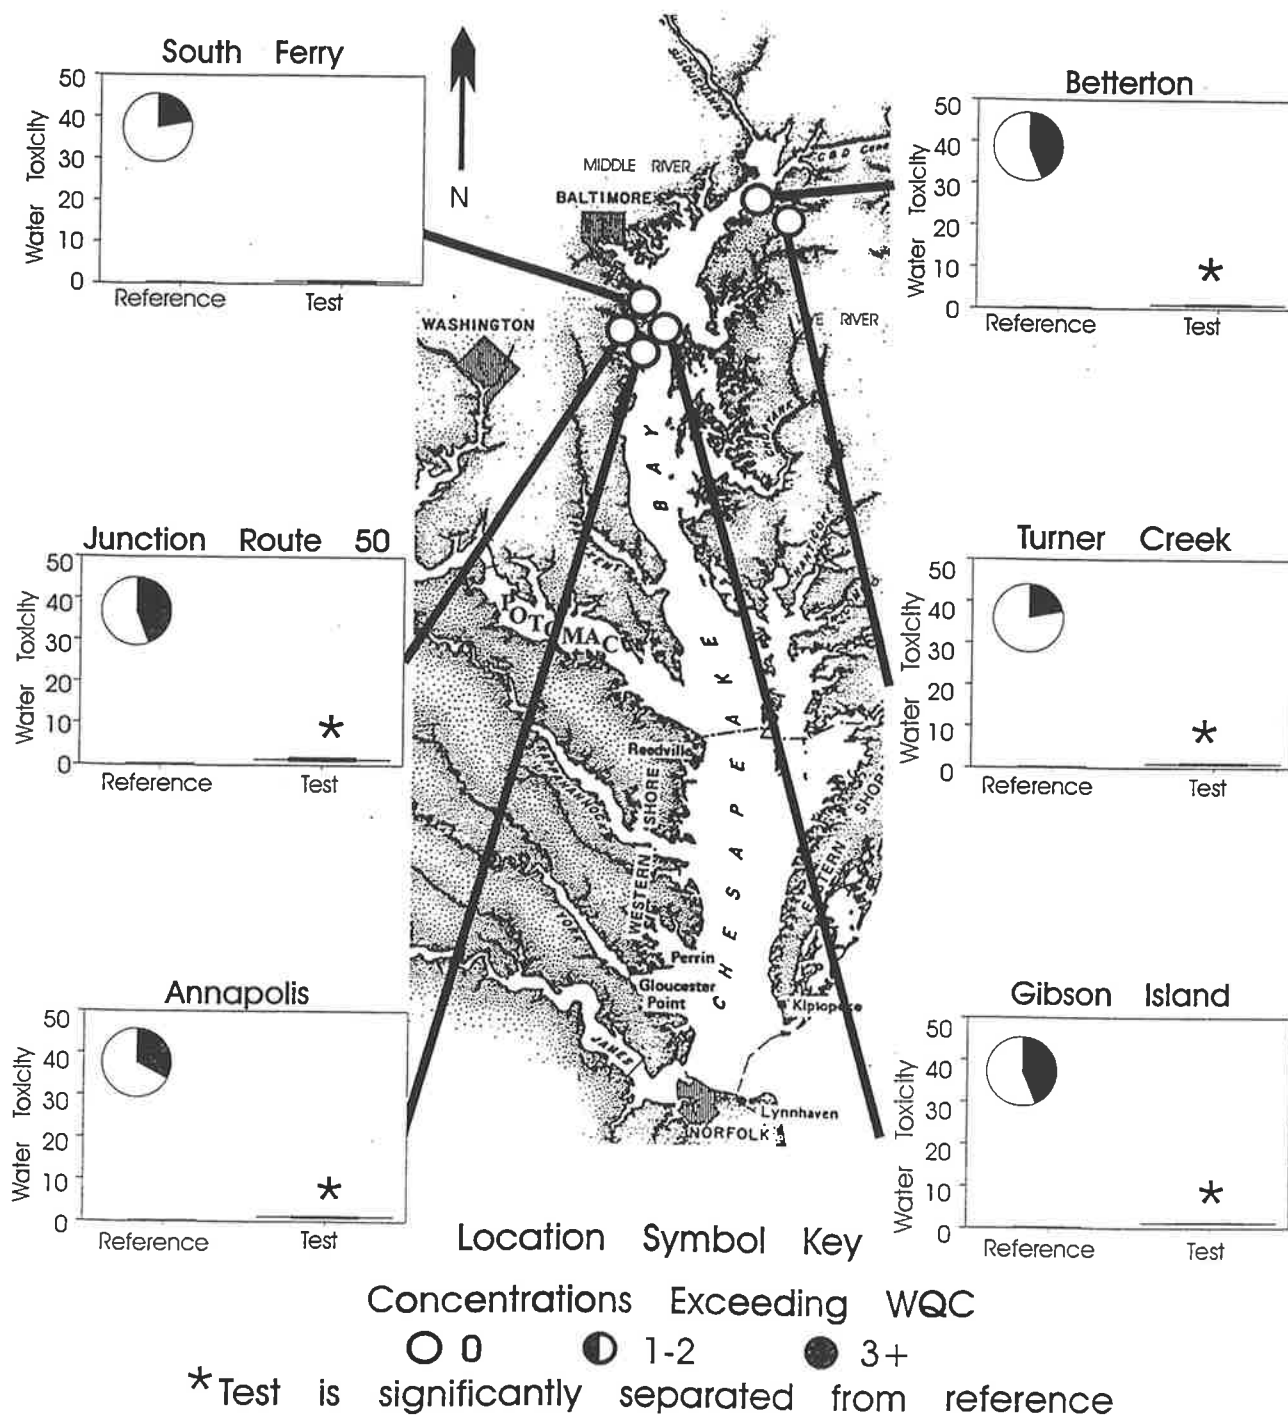 South Ferry
50
40
30
20
10
0
Water Toxicity
Reference
Test
N
Betterton
50
40
30
20
10
0
Water Toxicity
*
Reference
Test
MIDDLE RIVER
BALTIMORE
WASHINGTON
C & D
RIVER
CHOPTARK
Junction Route 50
50
40
30
20
10
0
Water Toxicity
*
Reference
Test
Turner Creek
50
40
30
20
10
0
Water Toxicity
*
Reference
Test
POTOMAC
CHESAPEAKE BAY
Reedville
RAPPAHANNOCK
WESTERN SHORE
EASTERN SHORE
YORK
Perrin
Gloucester
Point
Kiptopeke
JAMES
Lynnhaven
NORFOLK
Annapolis
50
40
30
20
10
0
Water Toxicity
*
Reference
Test
Gibson Island
50
40
30
20
10
0
Water Toxicity
*
Reference
Test
Location Symbol Key
Concentrations Exceeding WQC
0 1-2 3+
*Test is significantly separated from reference